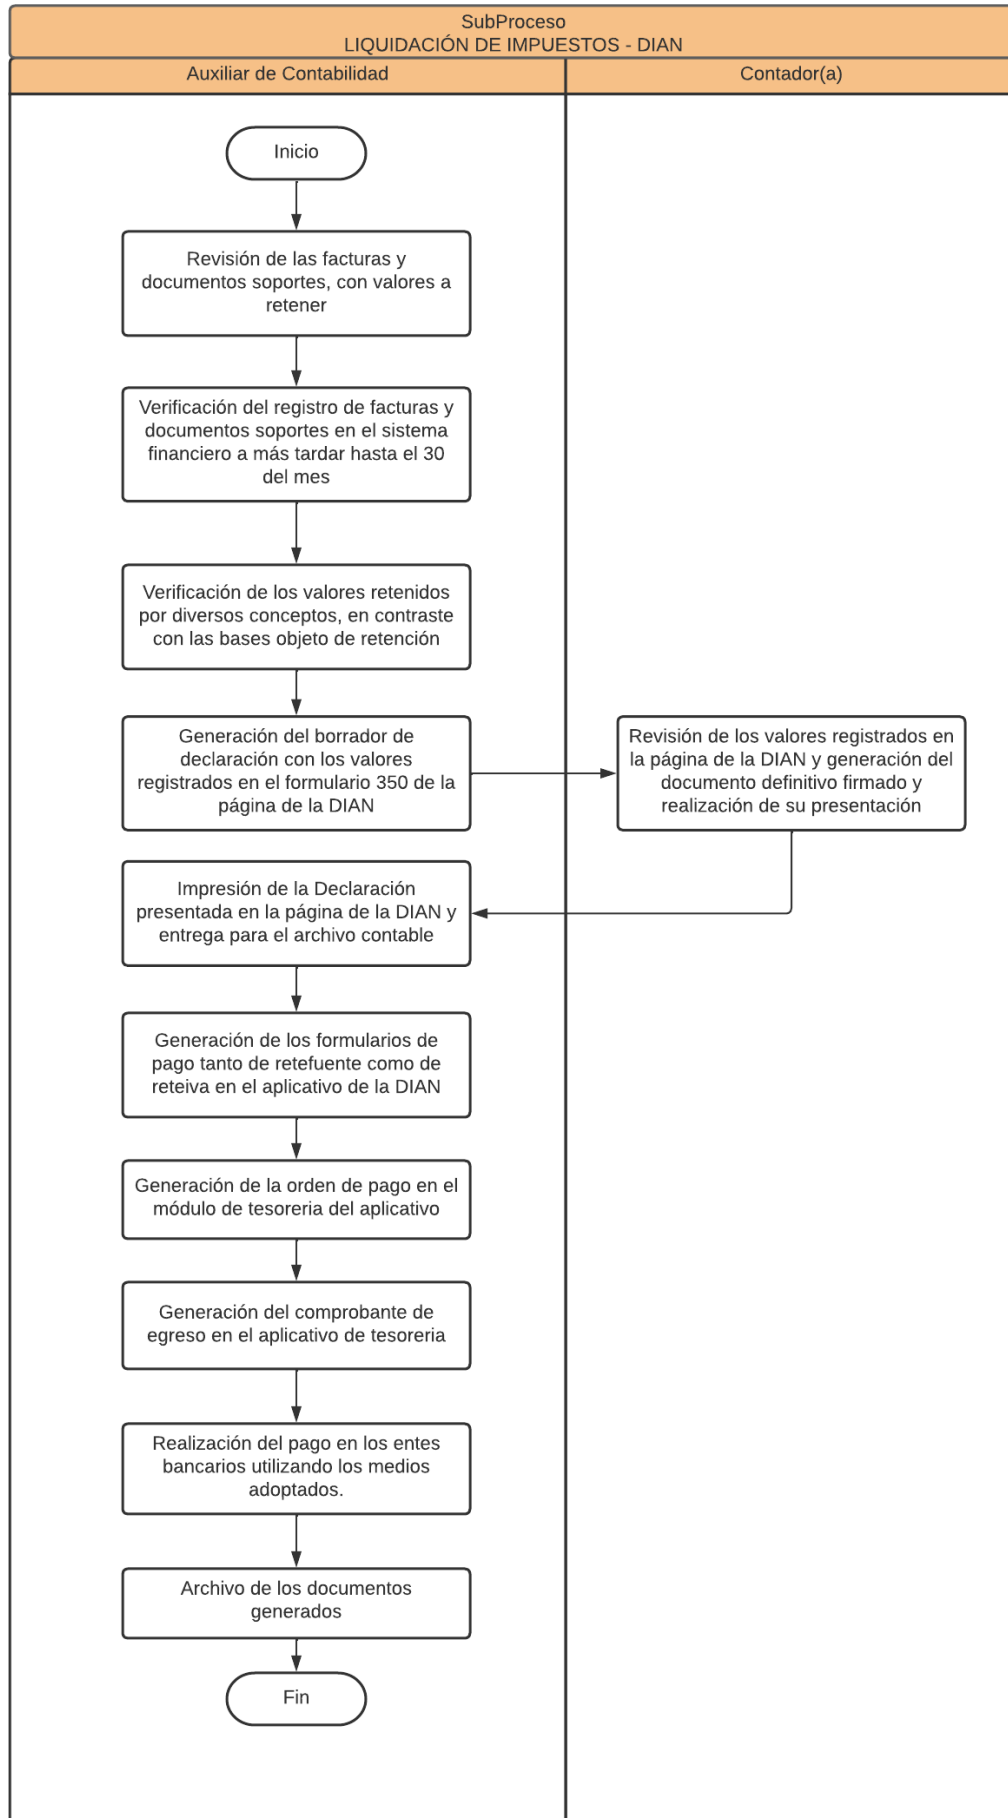 SubProceso
LIQUIDACIÓN DE IMPUESTOS - DIAN
Auxiliar de Contabilidad
Contador(a)
Inicio
Revisión de las facturas y
documentos soportes, con valores a
retener
Verificación del registro de facturas y
documentos soportes en el sistema
financiero a más tardar hasta el 30
del mes
Verificación de los valores retenidos
por diversos conceptos, en contraste
con las bases objeto de retención
Generación del borrador de
declaración con los valores
registrados en el formulario 350 de la
página de la DIAN
Revisión de los valores registrados en
la página de la DIAN y generación del
documento definitivo firmado y
realización de su presentación
Impresión de la Declaración
presentada en la página de la DIAN y
entrega para el archivo contable
Generación de los formularios de
pago tanto de retefuente como de
reteiva en el aplicativo de la DIAN
Generación de la orden de pago en el
módulo de tesoreria del aplicativo
Generación del comprobante de
egreso en el aplicativo de tesoreria
Realización del pago en los entes
bancarios utilizando los medios
adoptados.
Archivo de los documentos
generados
Fin